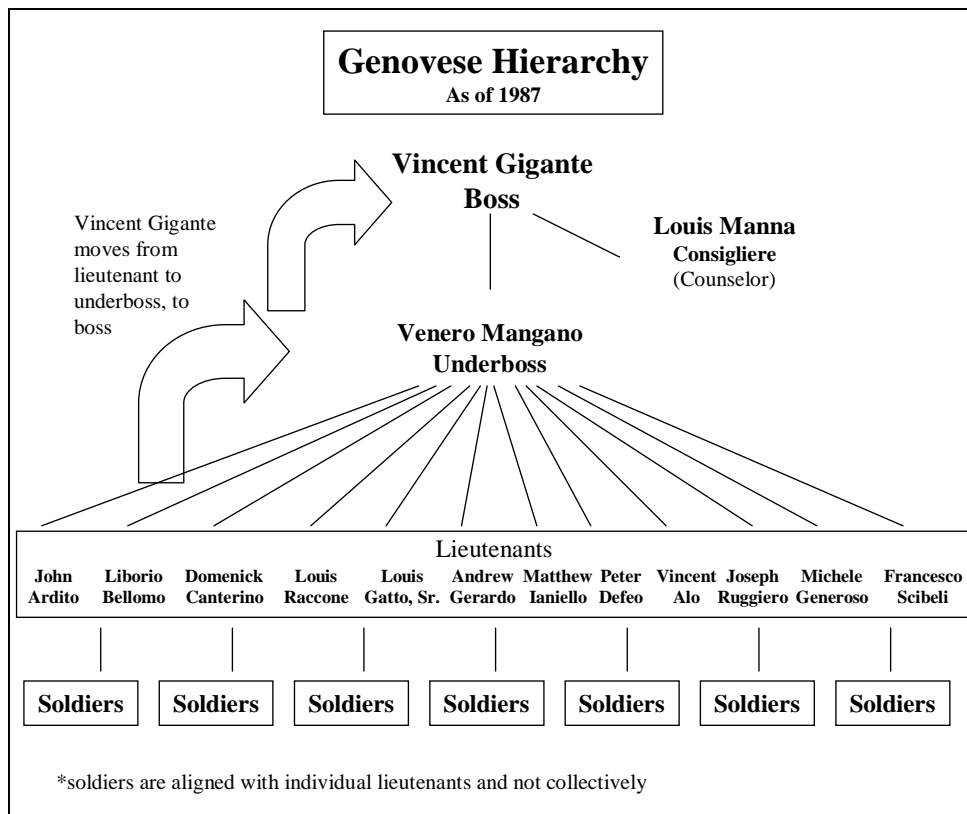 Genovese Hierarchy
As of 1987
Vincent Gigante
Boss
Vincent Gigante
moves from
lieutenant to
underboss, to
boss
Louis Manna
Consigliere
(Counselor)
Venero Mangano
Underboss
Lieutenants
John Ardito
Liborio Bellomo
Domenick Canterino
Louis Raccone
Louis Gatto, Sr.
Andrew Gerardo
Matthew Ianiello
Peter Defeo
Vincent Alo
Joseph Ruggiero
Michele Generoso
Francesco Scibeli
Soldiers
Soldiers
Soldiers
Soldiers
Soldiers
Soldiers
Soldiers
*soldiers are aligned with individual lieutenants and not collectively